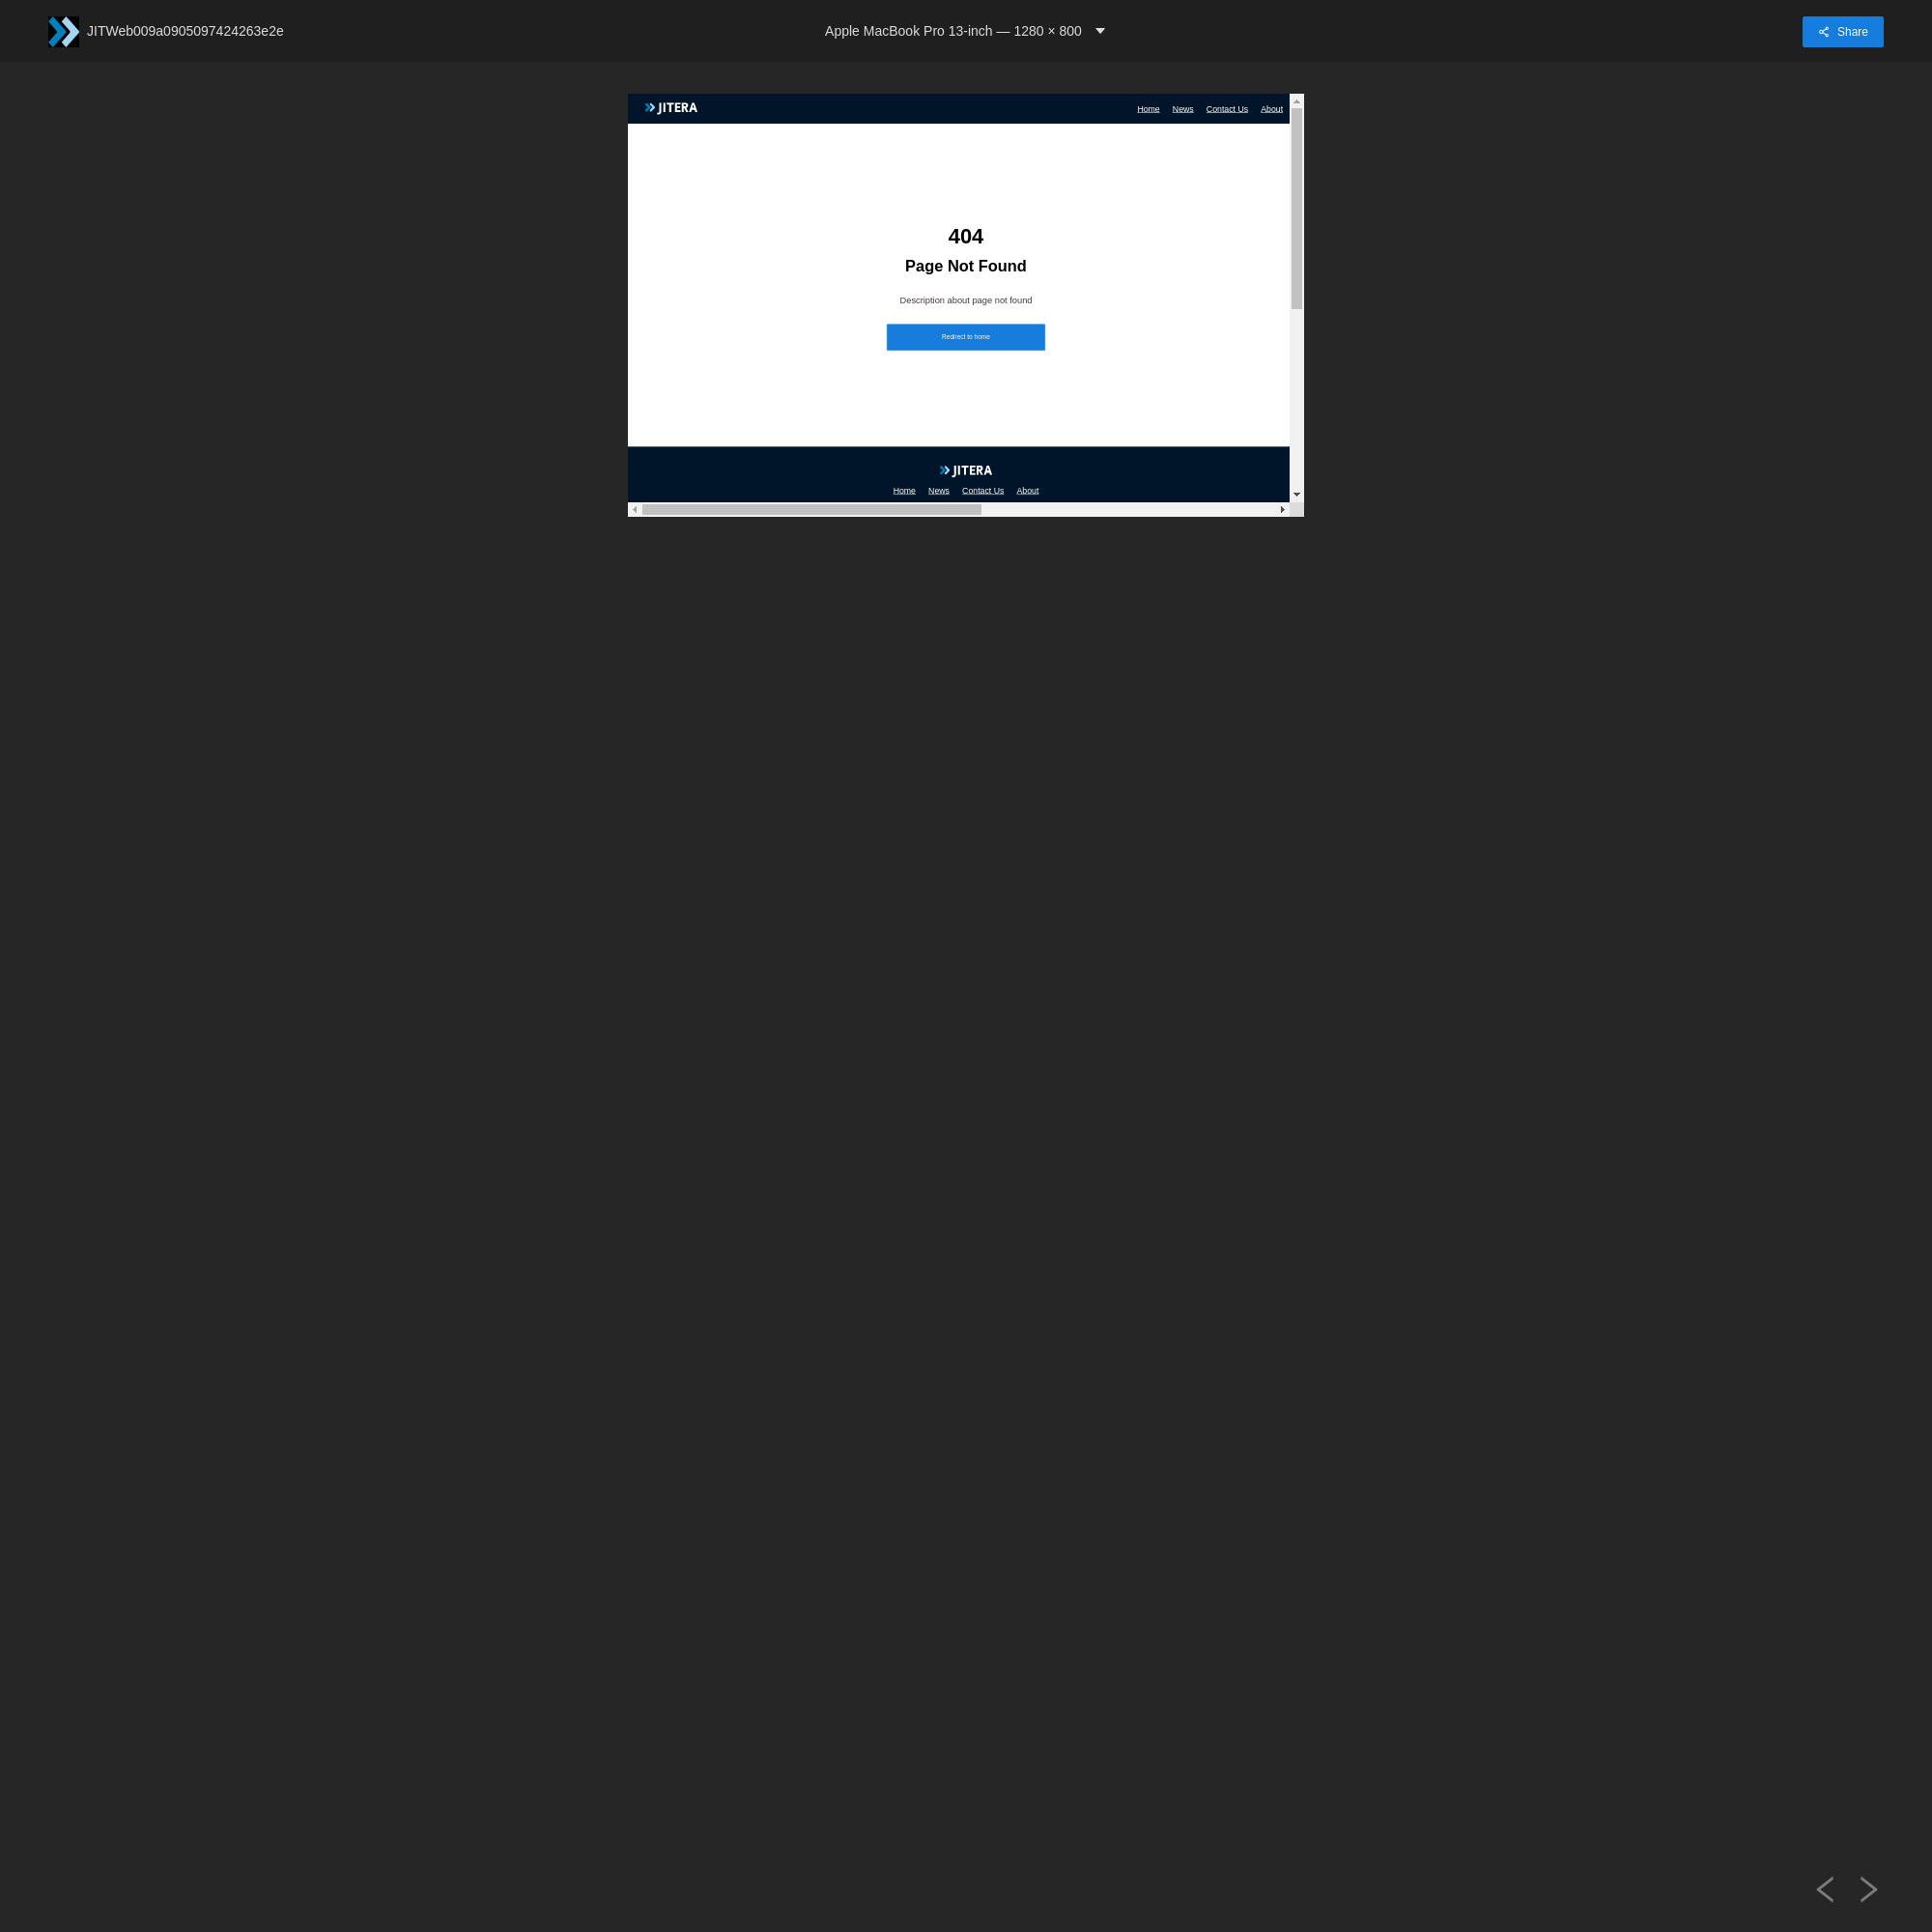 JITWeb009a0905097424263e2e
Apple MacBook Pro 13-inch — 1280 × 800
Share
JITERA
Home News Contact Us About
404
Page Not Found
Description about page not found
Redirect to home
JITERA
Home News Contact Us About